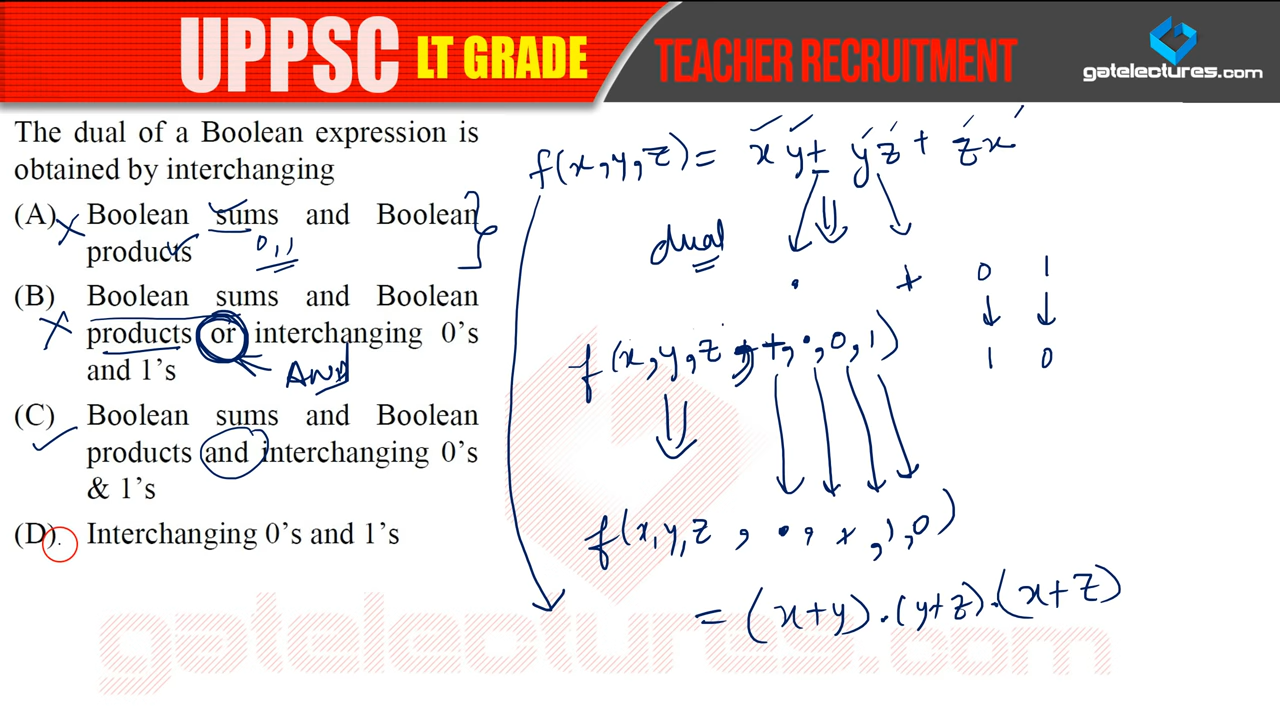 UPPSC LT GRADE TEACHER RECRUITMENT
gatelectures.com
The dual of a Boolean expression is
obtained by interchanging
(A) Boolean sums and Boolean
products
0,1
(B) Boolean sums and Boolean
products or interchanging 0's
and 1's
AND
(C) Boolean sums and Boolean
products and interchanging 0's
& 1's
(D) Interchanging 0's and 1's
f(x,y,z) = x y + y z + z x
dual
. + 0 1
1 0
f(x,y,z, +, ., 0, 1)
f(x,y,z, ., +, 1, 0)
= (x+y).(y+z).(x+z)
gatelectures.com